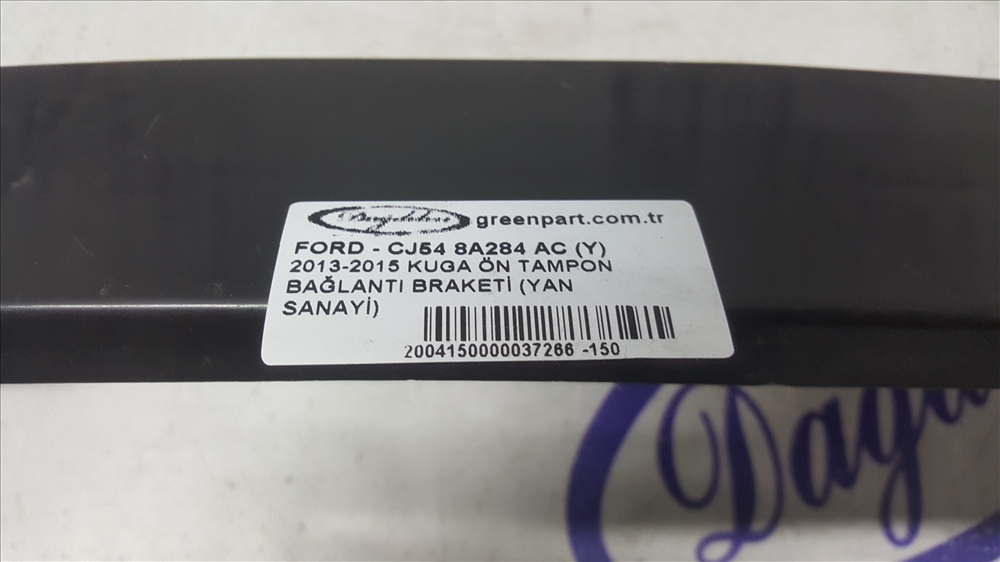 greenpart.com.tr
FORD - CJ54 8A284 AC (Y)
2013-2015 KUGA ÖN TAMPON
BAĞLANTI BRAKETİ (YAN
SANAYİ)
2004150000037266 -150